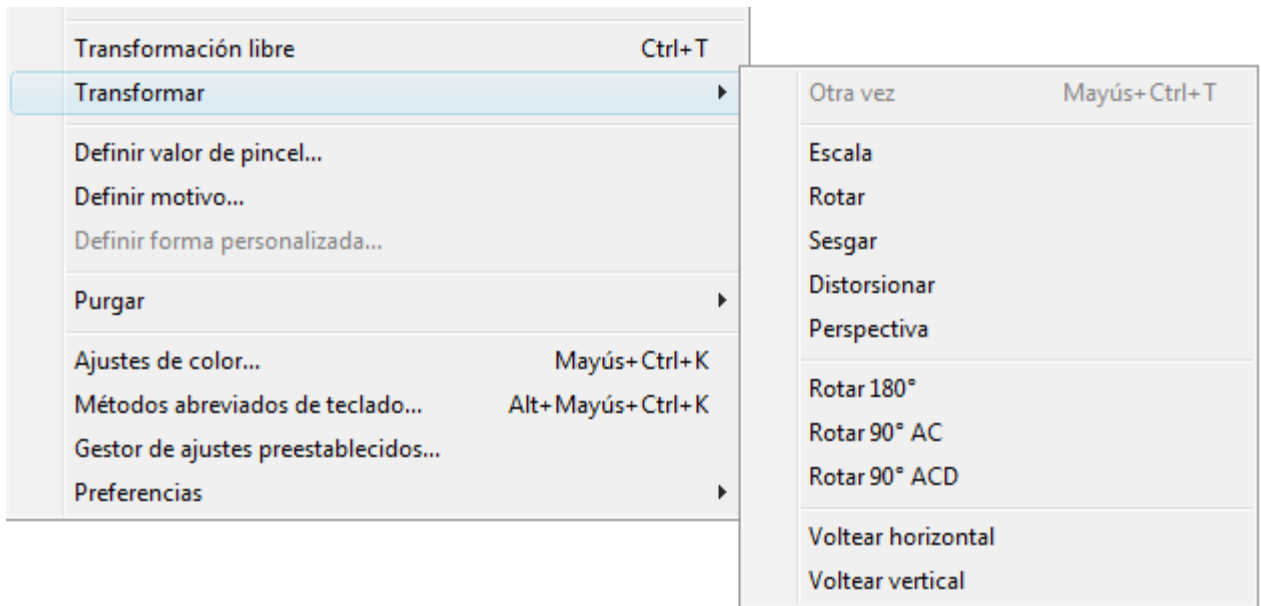 Transformación libre Ctrl+T
Transformar
Definir valor de pincel...
Definir motivo...
Definir forma personalizada...
Purgar
Ajustes de color... Mayús+Ctrl+K
Métodos abreviados de teclado... Alt+Mayús+Ctrl+K
Gestor de ajustes preestablecidos...
Preferencias
Otra vez Mayús+Ctrl+T
Escala
Rotar
Sesgar
Distorsionar
Perspectiva
Rotar 180°
Rotar 90° AC
Rotar 90° ACD
Voltear horizontal
Voltear vertical